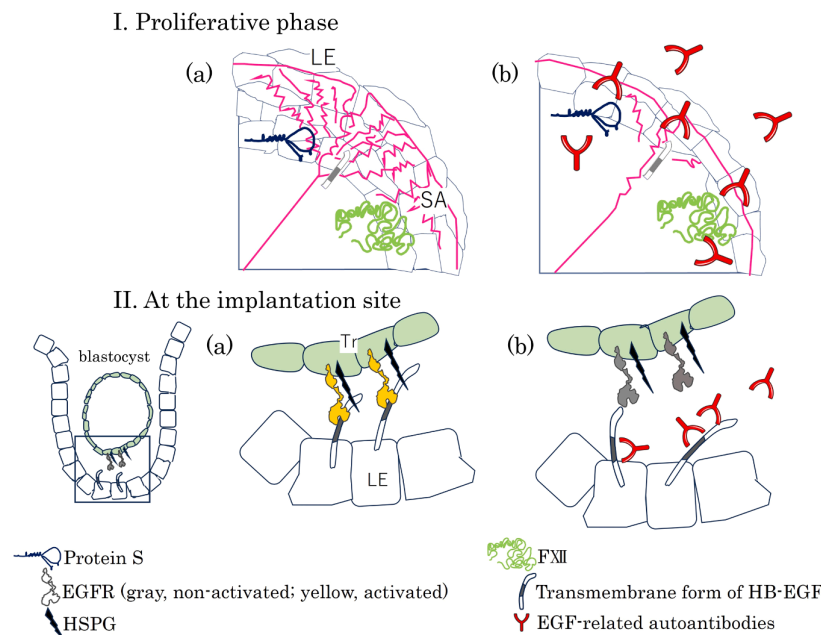 I. Proliferative phase
(a)
LE
(b)
SA
II. At the implantation site
blastocyst
(a)
Tr
LE
(b)
Protein S
EGFR (gray, non-activated; yellow, activated)
HSPG
FⅫ
Transmembrane form of HB-EGF
EGF-related autoantibodies